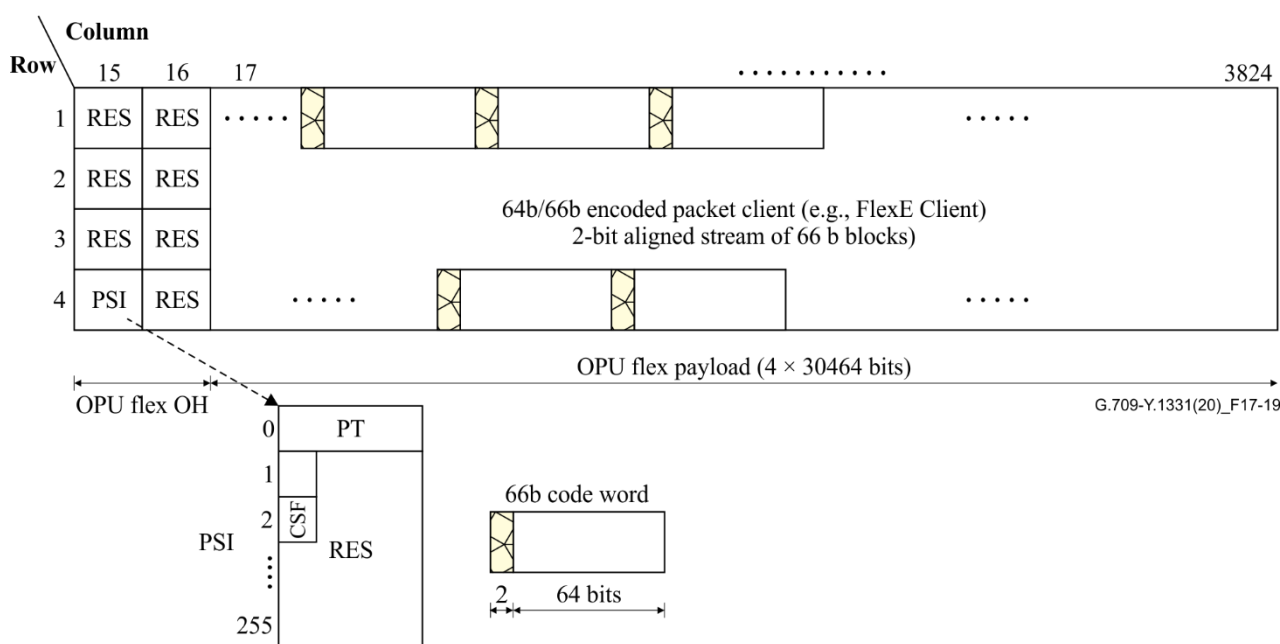 Column
Row
15 16 17 ........... 3824
1 RES RES ..... .....
2 RES RES
64b/66b encoded packet client (e.g., FlexE Client)
2-bit aligned stream of 66 b blocks)
3 RES RES
4 PSI RES ..... .....
OPU flex payload (4 × 30464 bits)
OPU flex OH
G.709-Y.1331(20)_F17-19
0 PT
1
66b code word
2 CSF
PSI RES
2 64 bits
255